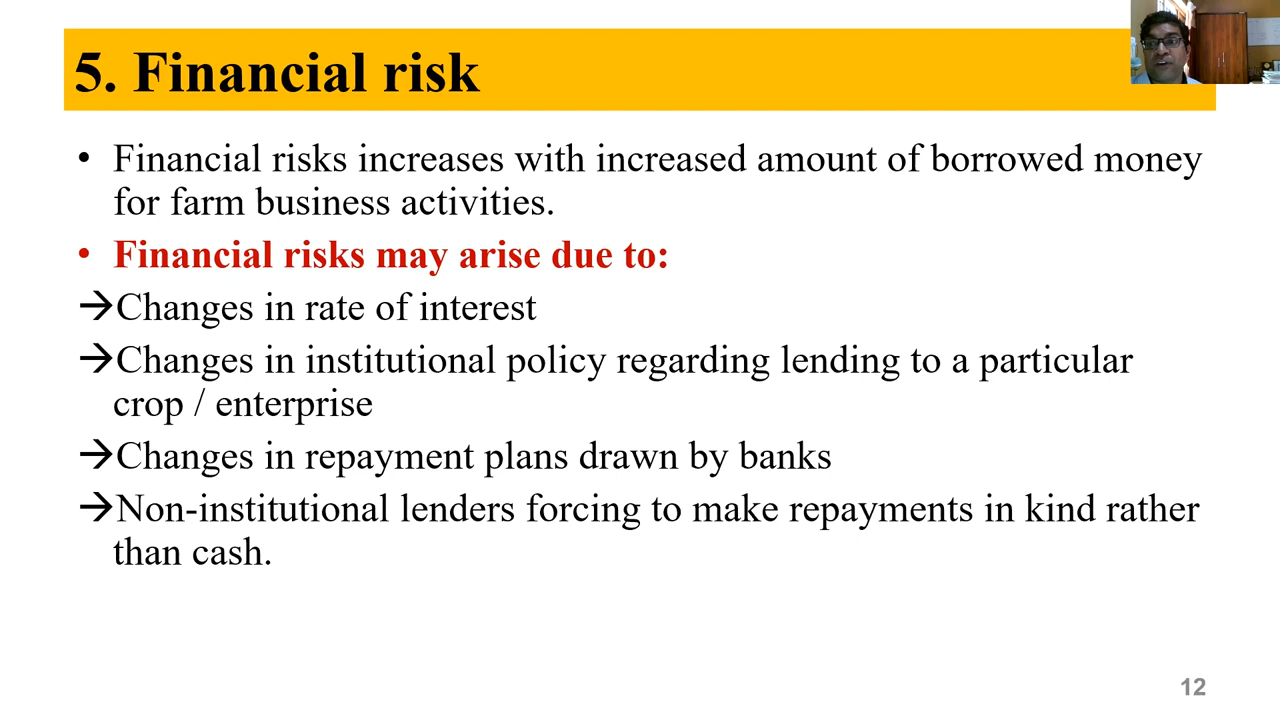 5. Financial risk
• Financial risks increases with increased amount of borrowed money
for farm business activities.
• Financial risks may arise due to:
→Changes in rate of interest
→Changes in institutional policy regarding lending to a particular
crop / enterprise
→Changes in repayment plans drawn by banks
→Non-institutional lenders forcing to make repayments in kind rather
than cash.
12